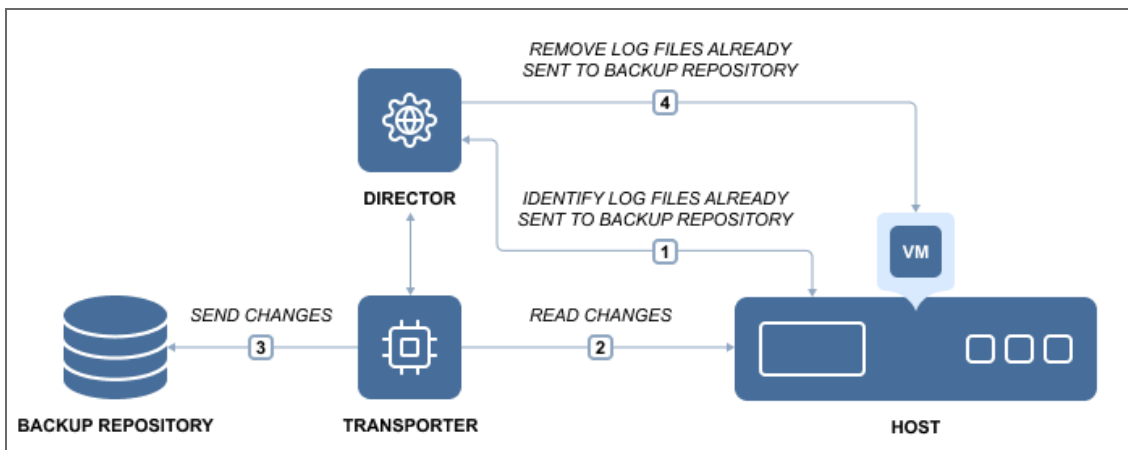 REMOVE LOG FILES ALREADY
SENT TO BACKUP REPOSITORY
4
DIRECTOR
IDENTIFY LOG FILES ALREADY
SENT TO BACKUP REPOSITORY
1
VM
SEND CHANGES
3
READ CHANGES
2
BACKUP REPOSITORY
TRANSPORTER
HOST